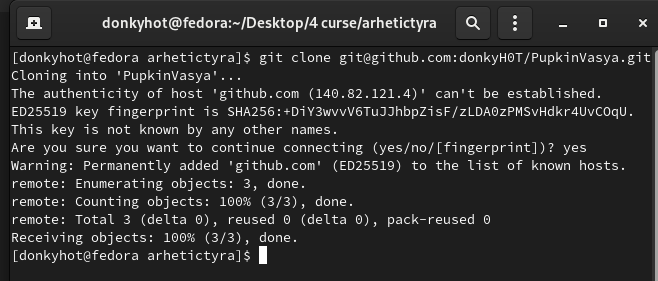 donkyhot@fedora:~/Desktop/4 curse/arhetictyra
[donkyhot@fedora arhetictyra]$ git clone git@github.com:donkyH0T/PupkinVasya.git
Cloning into 'PupkinVasya'...
The authenticity of host 'github.com (140.82.121.4)' can't be established.
ED25519 key fingerprint is SHA256:+DiY3wvvV6TuJJhbpZisF/zLDA0zPMSvHdkr4UvCOqU.
This key is not known by any other names.
Are you sure you want to continue connecting (yes/no/[fingerprint])? yes
Warning: Permanently added 'github.com' (ED25519) to the list of known hosts.
remote: Enumerating objects: 3, done.
remote: Counting objects: 100% (3/3), done.
remote: Total 3 (delta 0), reused 0 (delta 0), pack-reused 0
Receiving objects: 100% (3/3), done.
[donkyhot@fedora arhetictyra]$